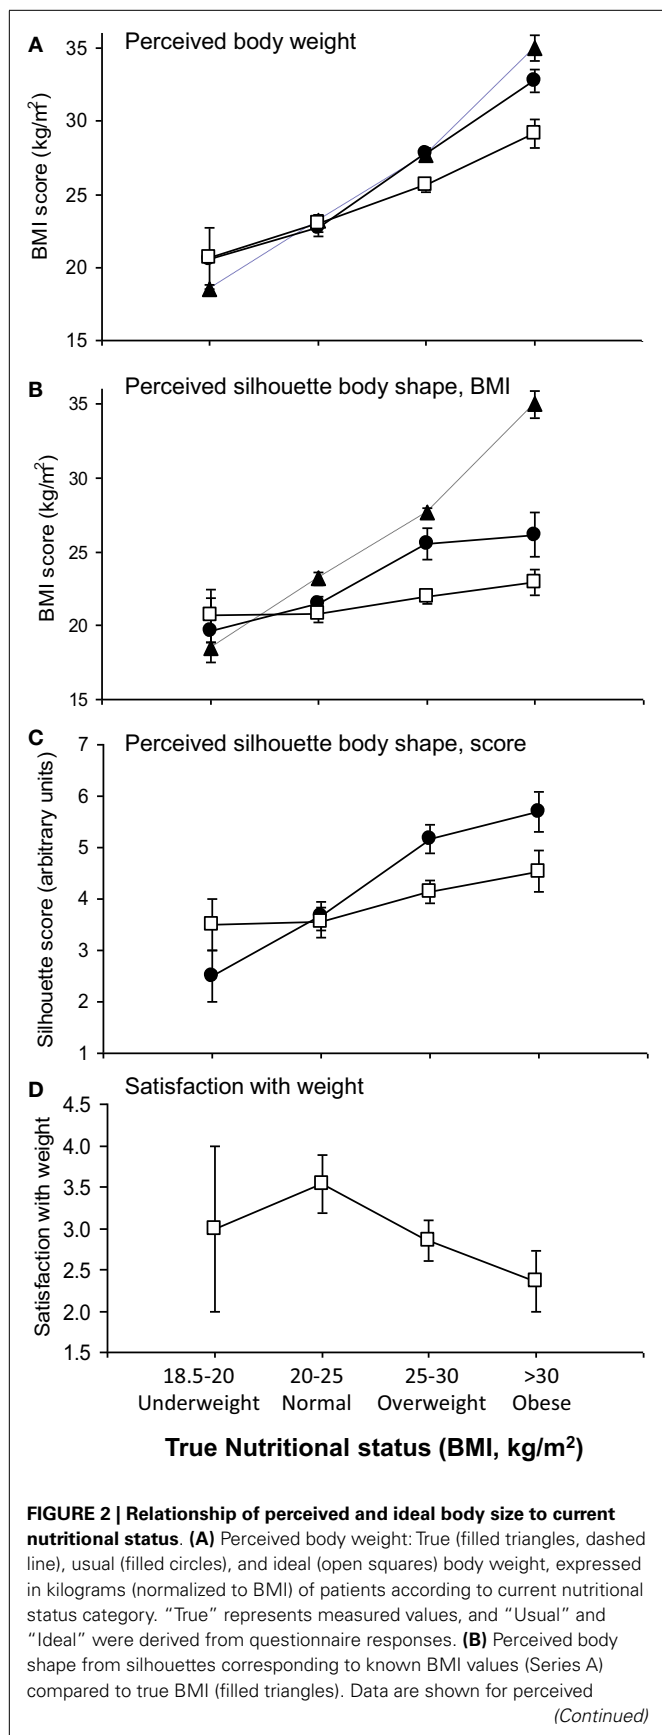 A Perceived body weight
BMI score (kg/m²)
35
30
25
20
15
B Perceived silhouette body shape, BMI
BMI score (kg/m²)
35
30
25
20
15
C Perceived silhouette body shape, score
Silhouette score (arbitrary units)
7
6
5
4
3
2
1
D Satisfaction with weight
Satisfaction with weight
4.5
4.0
3.5
3.0
2.5
2.0
1.5
18.5-20 20-25 25-30 >30
Underweight Normal Overweight Obese
True Nutritional status (BMI, kg/m²)
FIGURE 2 | Relationship of perceived and ideal body size to current
nutritional status. (A) Perceived body weight: True (filled triangles, dashed
line), usual (filled circles), and ideal (open squares) body weight, expressed
in kilograms (normalized to BMI) of patients according to current nutritional
status category. “True” represents measured values, and “Usual” and
“Ideal” were derived from questionnaire responses. (B) Perceived body
shape from silhouettes corresponding to known BMI values (Series A)
compared to true BMI (filled triangles). Data are shown for perceived
(Continued)